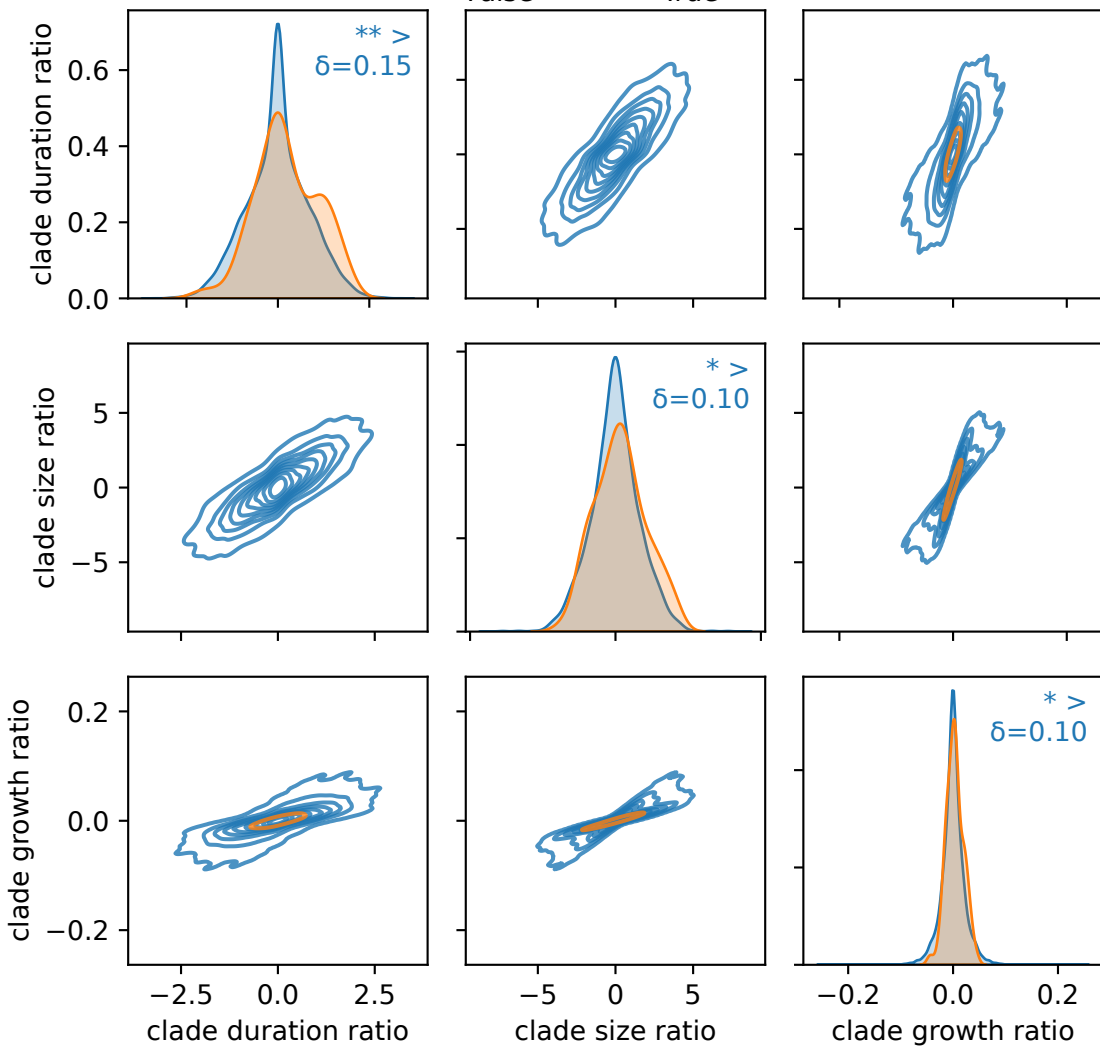 ** >
δ=0.15
clade duration ratio
0.6
0.4
0.2
0.0
* >
δ=0.10
clade size ratio
5
0
−5
* >
δ=0.10
clade growth ratio
0.2
0.0
−0.2
−2.5 0.0 2.5
−5 0 5
−0.2 0.0 0.2
clade duration ratio
clade size ratio
clade growth ratio